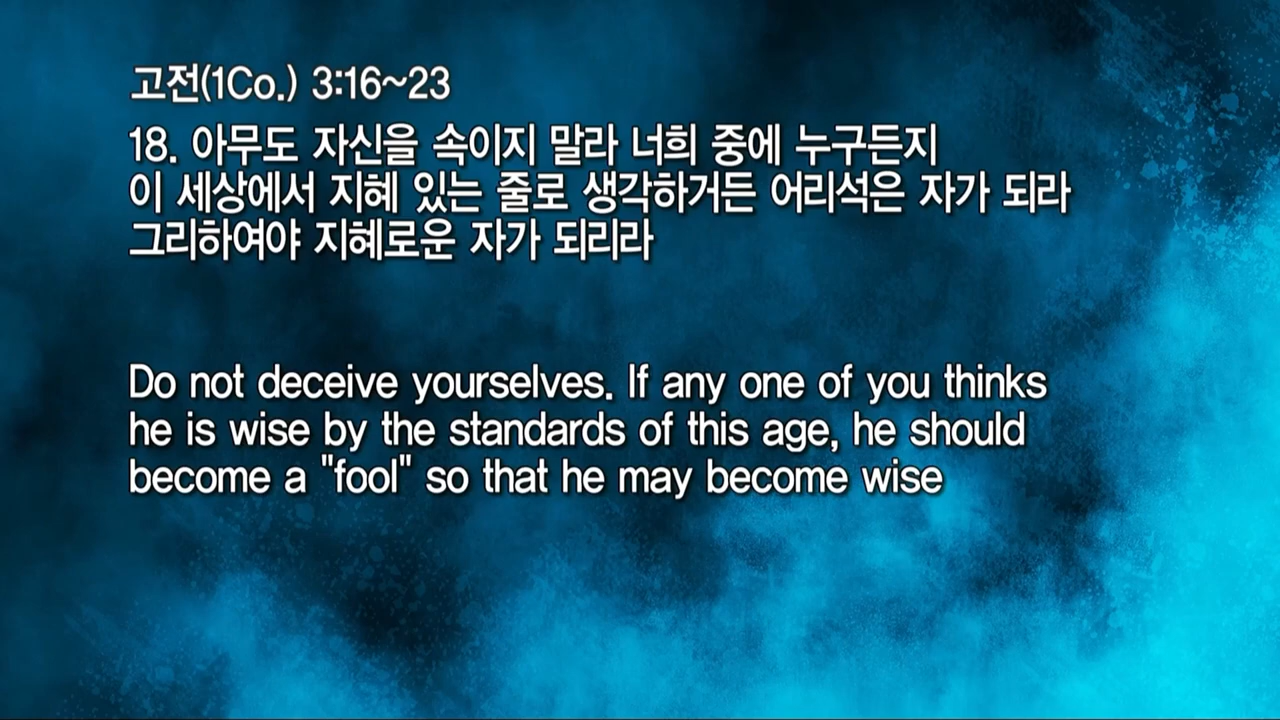 고전(1Co.) 3:16~23
18. 아무도 자신을 속이지 말라 너희 중에 누구든지
이 세상에서 지혜 있는 줄로 생각하거든 어리석은 자가 되라
그리하여야 지혜로운 자가 되리라
Do not deceive yourselves. If any one of you thinks
he is wise by the standards of this age, he should
become a "fool" so that he may become wise